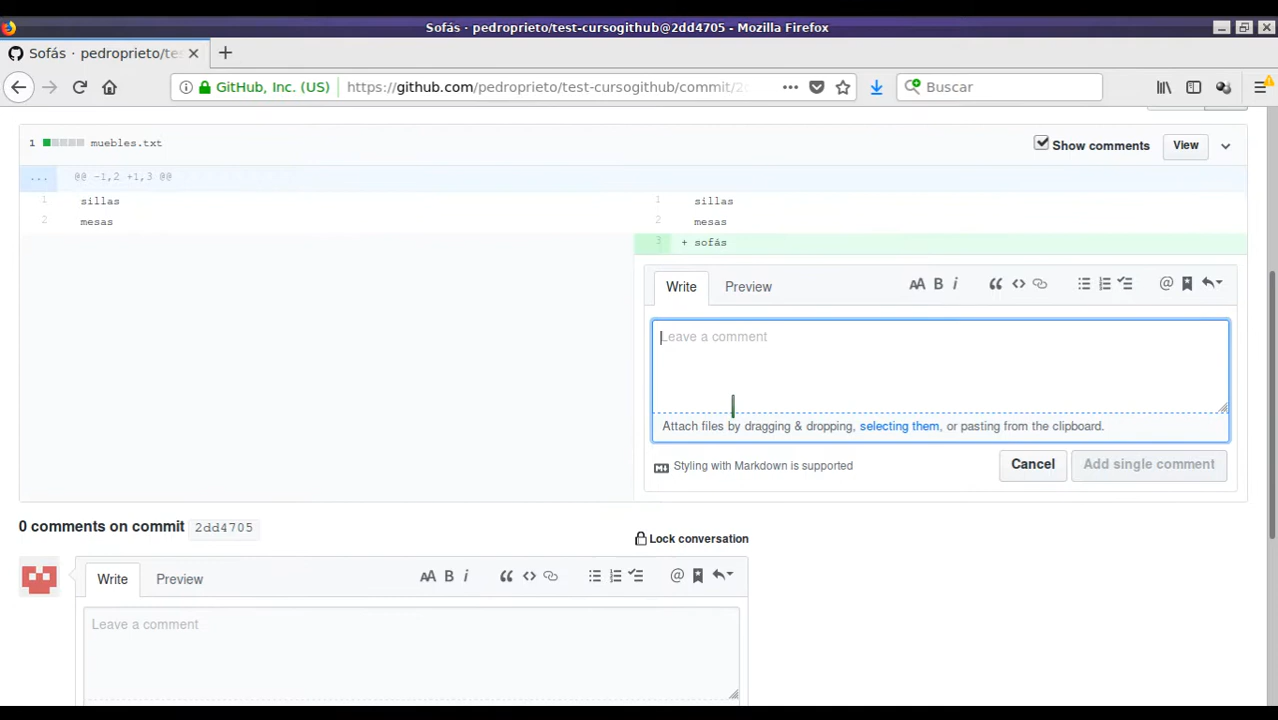 Sofás · pedroprieto/test-cursogithub@2dd4705 - Mozilla Firefox
Sofás · pedroprieto/tes
GitHub, Inc. (US) https://github.com/pedroprieto/test-cursogithub/commit/2 Buscar
1 muebles.txt Show comments View
... @@ -1,2 +1,3 @@
1 sillas 1 sillas
2 mesas 2 mesas
3 + sofás
Write Preview AA B i
Leave a comment
Attach files by dragging & dropping, selecting them, or pasting from the clipboard.
Styling with Markdown is supported Cancel Add single comment
0 comments on commit 2dd4705
Lock conversation
Write Preview AA B i
Leave a comment